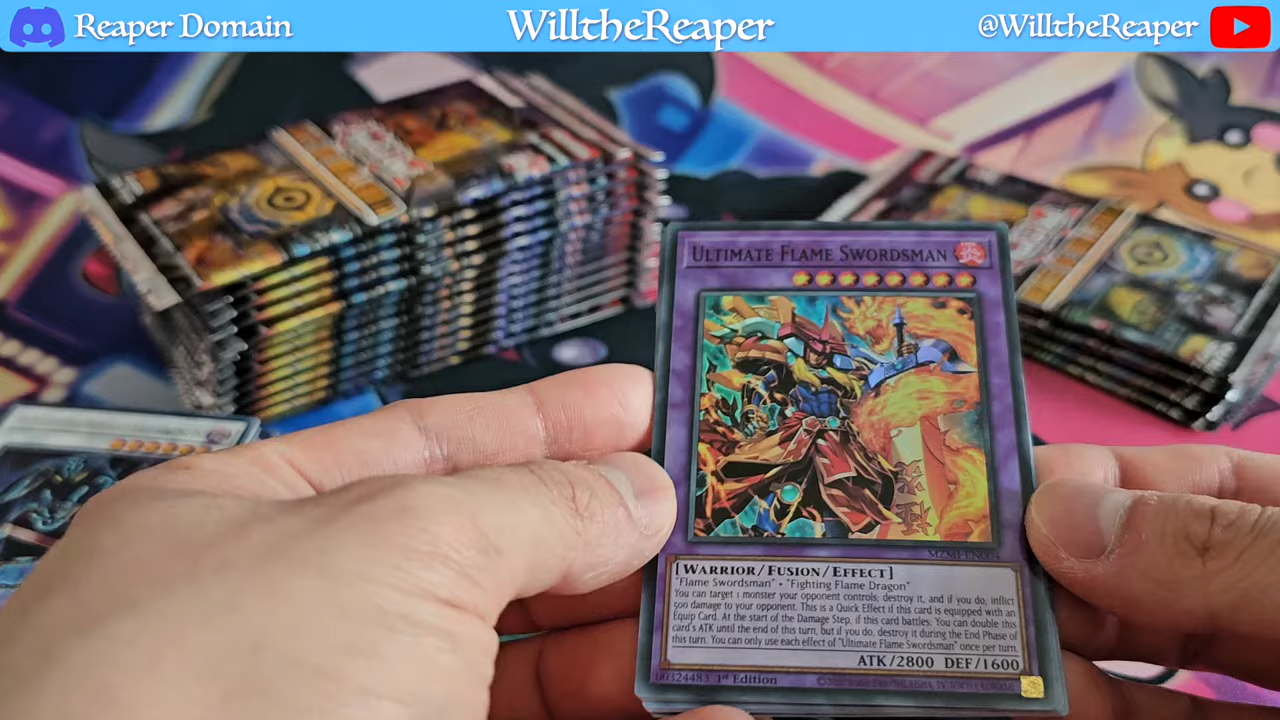 Reaper Domain
WilltheReaper
@WilltheReaper
ULTIMATE FLAME SWORDSMAN
MZMI-EN004
[WARRIOR/FUSION/EFFECT]
"Flame Swordsman" + "Fighting Flame Dragon"
You can target 1 monster your opponent controls; destroy it, and if you do, inflict
500 damage to your opponent. This is a Quick Effect if this card is equipped with an
Equip Card. At the start of the Damage Step, if this card battles: You can double this
card's ATK until the end of this turn, but if you do, destroy it during the End Phase of
this turn. You can only use each effect of "Ultimate Flame Swordsman" once per turn.
ATK/2800 DEF/1600
00324483 1st Edition